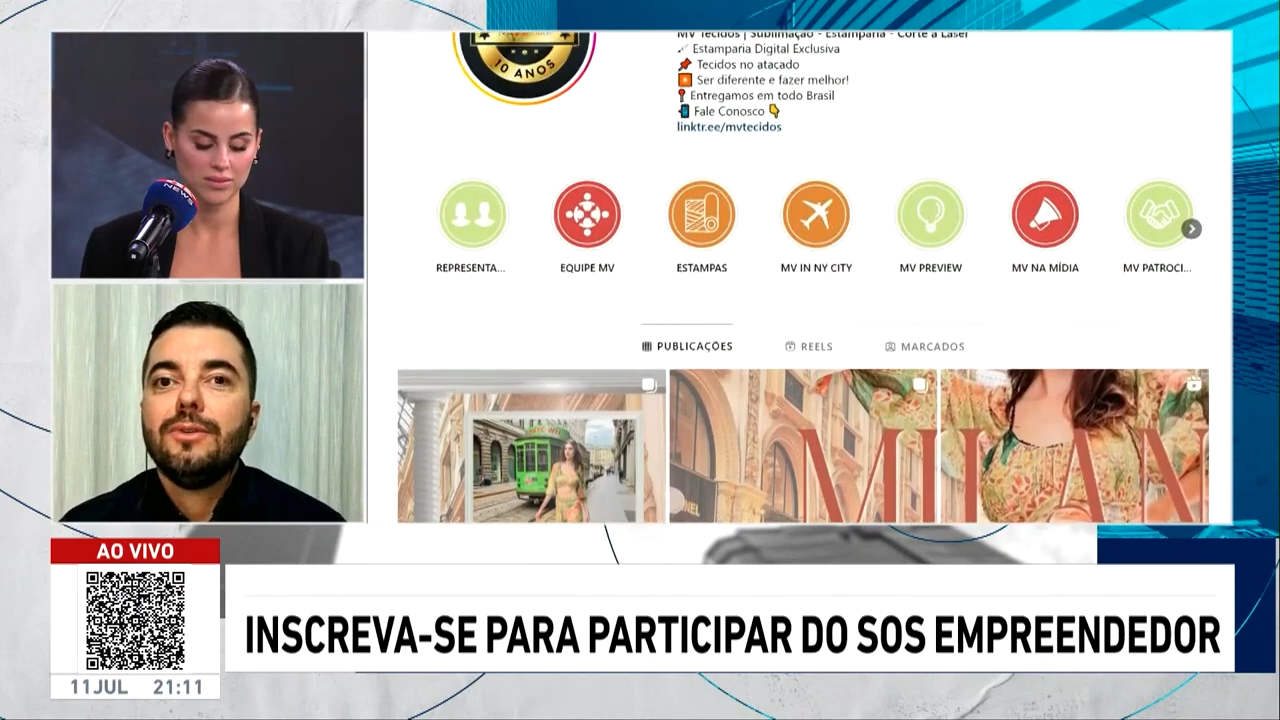 MV Tecidos | Sublimação - Estamparia - Corte a Laser
Estamparia Digital Exclusiva
Tecidos no atacado
Ser diferente e fazer melhor!
Entregamos em todo Brasil
Fale Conosco
linktr.ee/mvtecidos
10 ANOS
NEWS
REPRESENTA...
EQUIPE MV
ESTAMPAS
MV IN NY CITY
MV PREVIEW
MV NA MÍDIA
MV PATROCI...
PUBLICAÇÕES
REELS
MARCADOS
MILAN
AO VIVO
INSCREVA-SE PARA PARTICIPAR DO SOS EMPREENDEDOR
11JUL 21:11